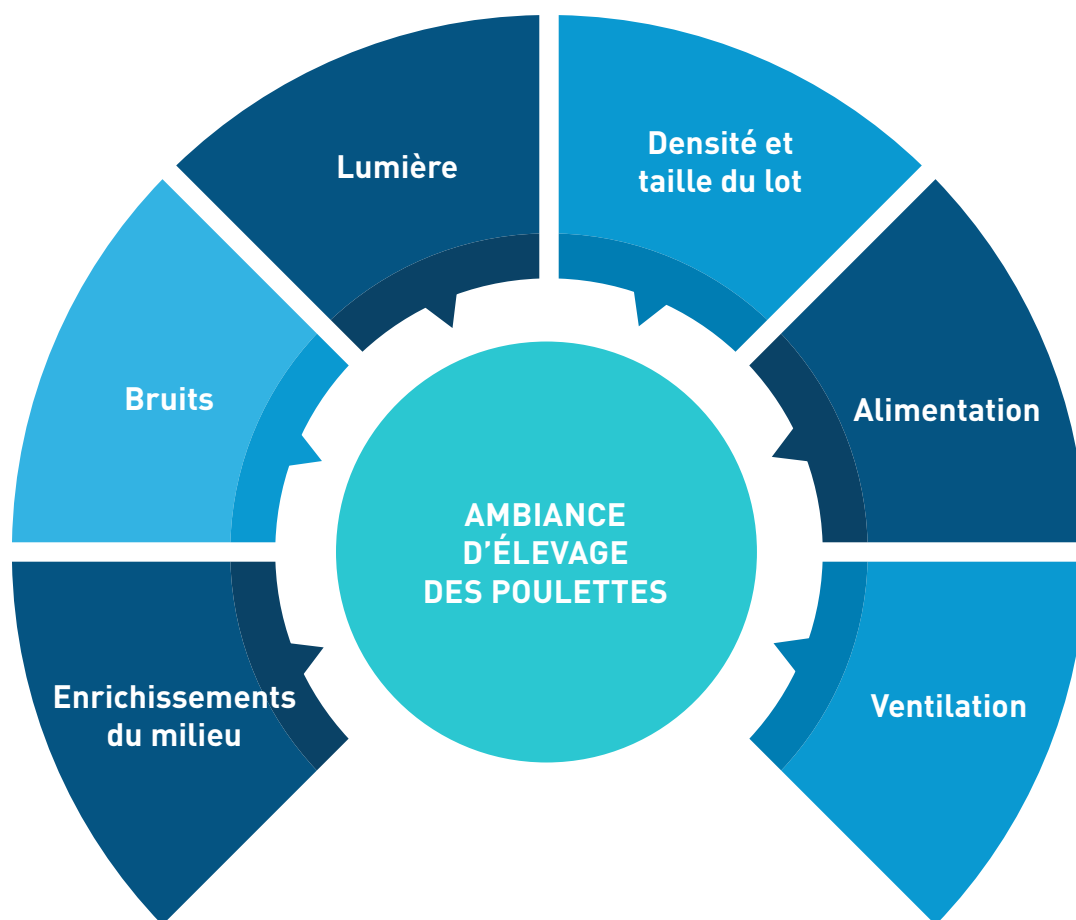 Lumière
Densité et
taille du lot
Bruits
Alimentation
AMBIANCE
D’ÉLEVAGE
DES POULETTES
Enrichissements
du milieu
Ventilation